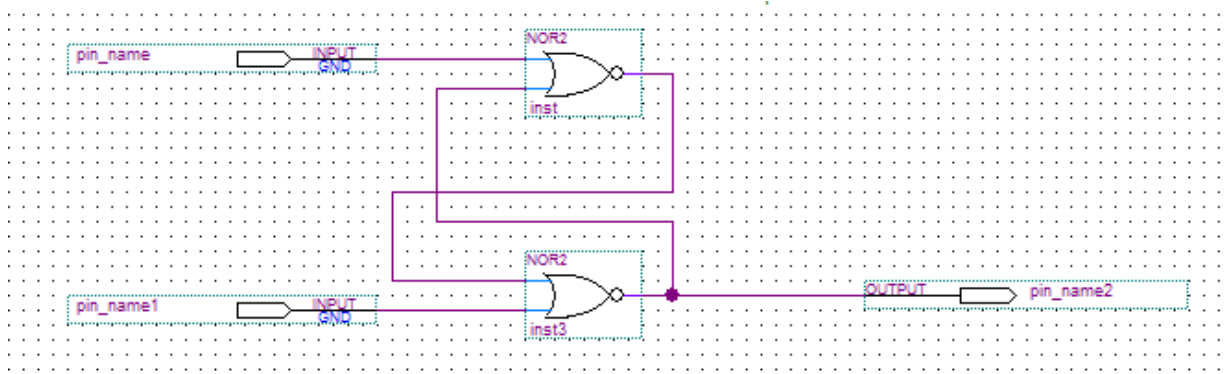 NOR2
pin_name
INPUT
GND
inst
NOR2
pin_name1
INPUT
GND
inst3
OUTPUT
pin_name2